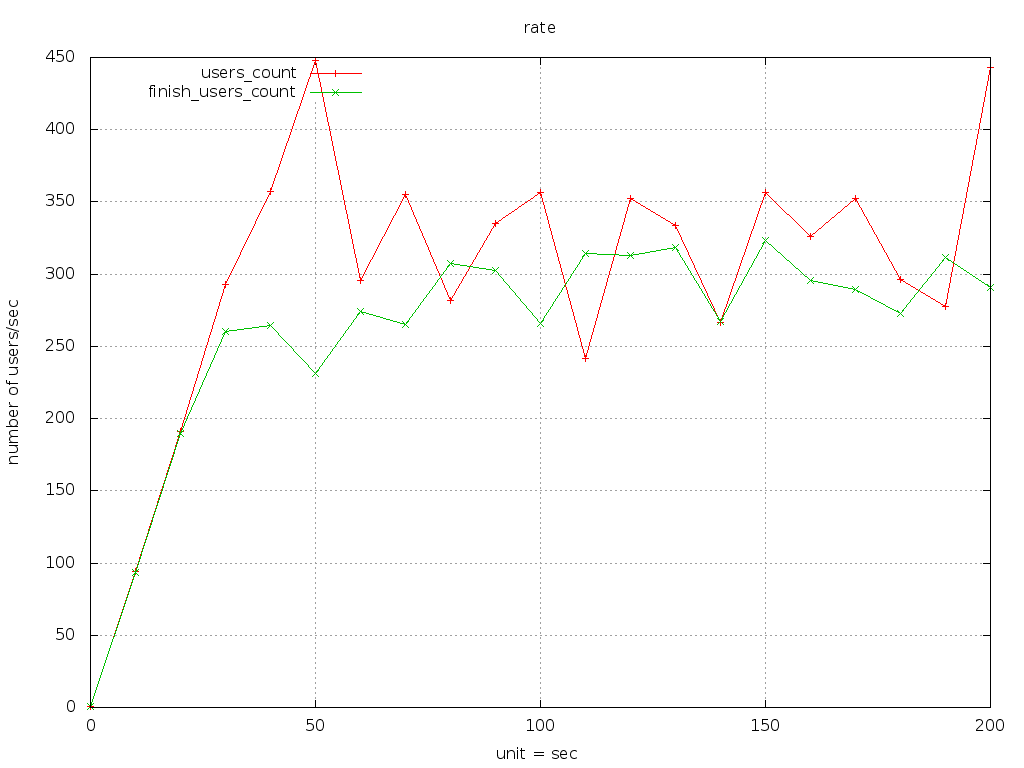 rate
450
users_count
finish_users_count
400
350
300
250
200
150
100
50
0
number of users/sec
0 50 100 150 200
unit = sec